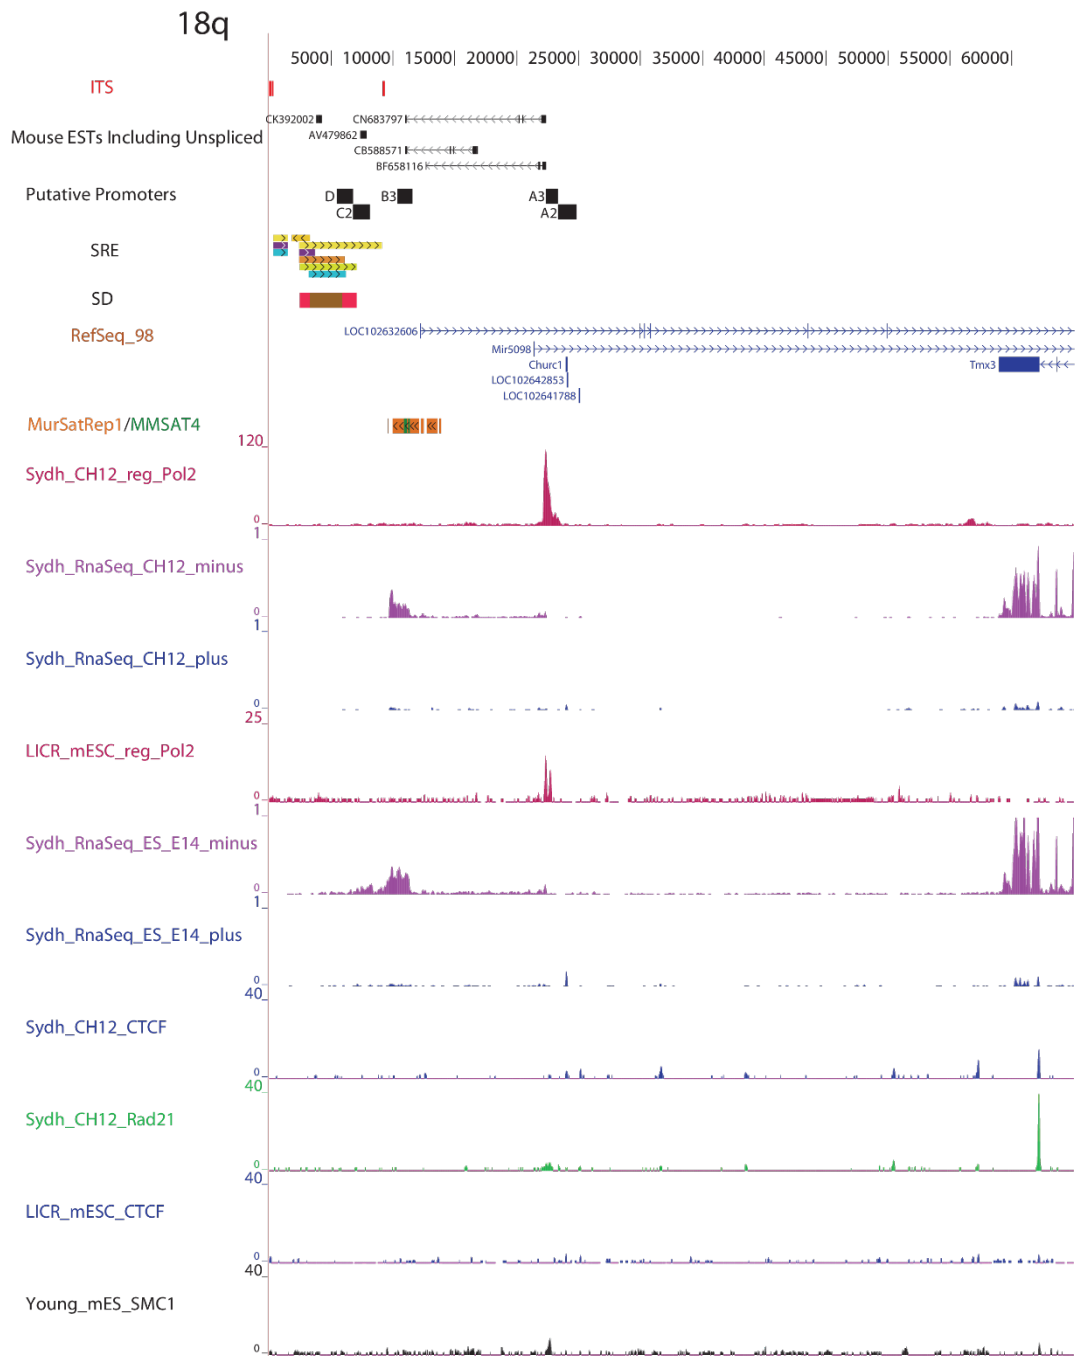 18q
5000| 10000| 15000| 20000| 25000| 30000| 35000| 40000| 45000| 50000| 55000| 60000|
ITS
CK392002 CN683797
Mouse ESTs Including Unspliced AV479862
CB588571
BF658116
Putative Promoters D B3 A3
C2 A2
SRE
SD
RefSeq_98 LOC102632606
Mir5098
Churc1 Tmx3
LOC102642853
LOC102641788
MurSatRep1/MMSAT4
120
Sydh_CH12_reg_Pol2
0
1
Sydh_RnaSeq_CH12_minus
0
1
Sydh_RnaSeq_CH12_plus
0
25
LICR_mESC_reg_Pol2
0
1
Sydh_RnaSeq_ES_E14_minus
0
1
Sydh_RnaSeq_ES_E14_plus
0
40
Sydh_CH12_CTCF
0
40
Sydh_CH12_Rad21
0
40
LICR_mESC_CTCF
0
40
Young_mES_SMC1
0